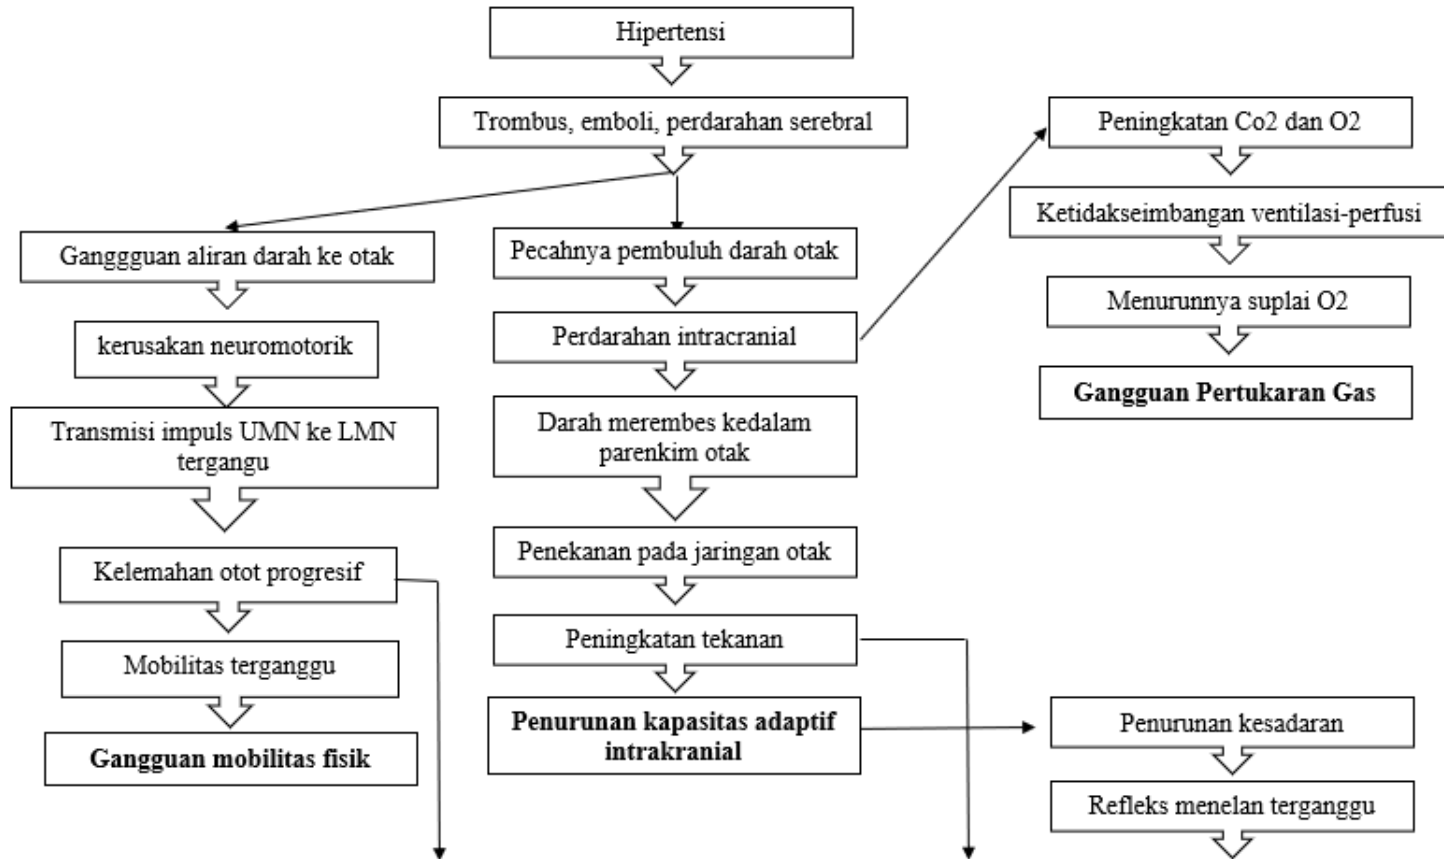 Hipertensi
Trombus, emboli, perdarahan serebral
Ganggguan aliran darah ke otak
kerusakan neuromotorik
Transmisi impuls UMN ke LMN
tergangu
Kelemahan otot progresif
Mobilitas terganggu
Gangguan mobilitas fisik
Pecahnya pembuluh darah otak
Perdarahan intracranial
Darah merembes kedalam
parenkim otak
Penekanan pada jaringan otak
Peningkatan tekanan
Penurunan kapasitas adaptif
intrakranial
Peningkatan Co2 dan O2
Ketidakseimbangan ventilasi-perfusi
Menurunnya suplai O2
Gangguan Pertukaran Gas
Penurunan kesadaran
Refleks menelan terganggu